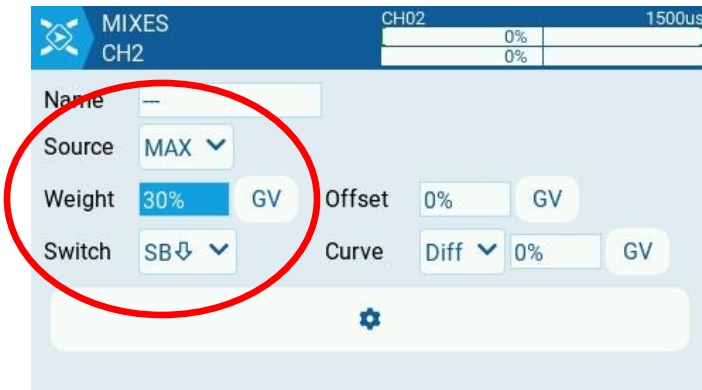 MIXES
CH2
CH02 1500us
0%
0%
Name ---
Source MAX
Weight 30% GV Offset 0% GV
Switch SB⇩ Curve Diff 0% GV